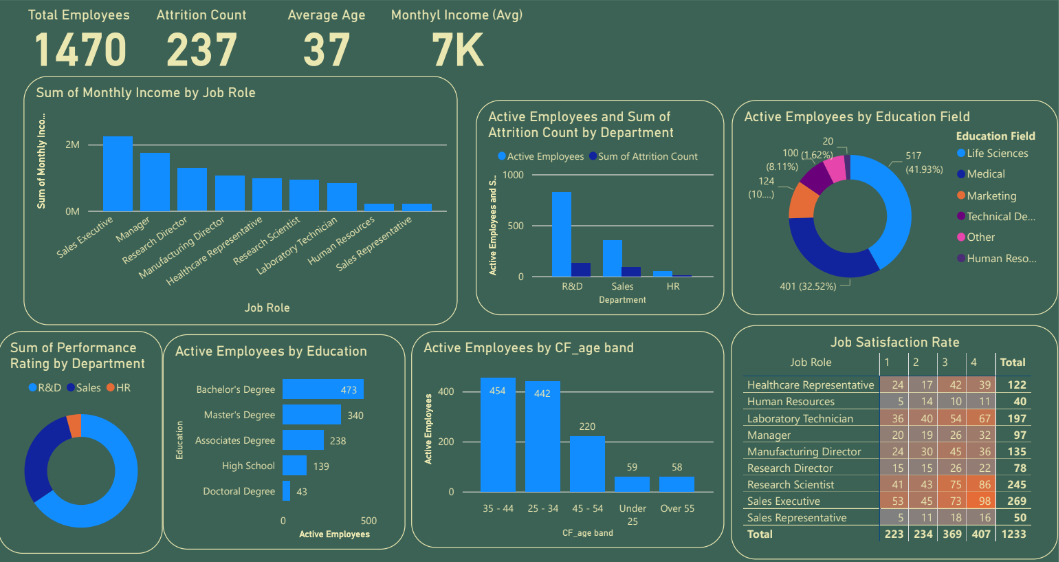 Total Employees
1470
Attrition Count
237
Average Age
37
Monthyl Income (Avg)
7K
Sum of Monthly Income by Job Role
Sum of Monthly Inco...
2M
0M
Sales Executive
Manager
Research Director
Manufacturing Director
Healthcare Representative
Research Scientist
Laboratory Technician
Human Resources
Sales Representative
Job Role
Active Employees and Sum of
Attrition Count by Department
Active Employees
Sum of Attrition Count
Active Employees and S...
1000
500
0
R&D
Sales
HR
Department
Active Employees by Education Field
20
(1.62%)
100
(8.11%)
124
(10....)
517
(41.93%)
401 (32.52%)
Education Field
Life Sciences
Medical
Marketing
Technical De...
Other
Human Reso...
Sum of Performance
Rating by Department
R&D
Sales
HR
Active Employees by Education
Education
Bachelor's Degree 473
Master's Degree 340
Associates Degree 238
High School 139
Doctoral Degree 43
0 500
Active Employees
Active Employees by CF_age band
Active Employees
400
200
0
454
442
220
59
58
35 - 44
25 - 34
45 - 54
Under
25
Over 55
CF_age band
Job Satisfaction Rate
Job Role 1 2 3 4 Total
Healthcare Representative 24 17 42 39 122
Human Resources 5 14 10 11 40
Laboratory Technician 36 40 54 67 197
Manager 20 19 26 32 97
Manufacturing Director 24 30 45 36 135
Research Director 15 15 26 22 78
Research Scientist 41 43 75 86 245
Sales Executive 53 45 73 98 269
Sales Representative 5 11 18 16 50
Total 223 234 369 407 1233